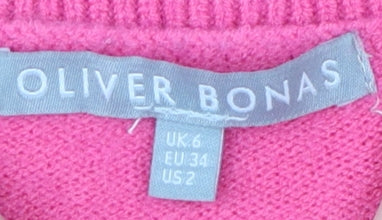 OLIVER BONAS
UK 6
EU 34
US 2